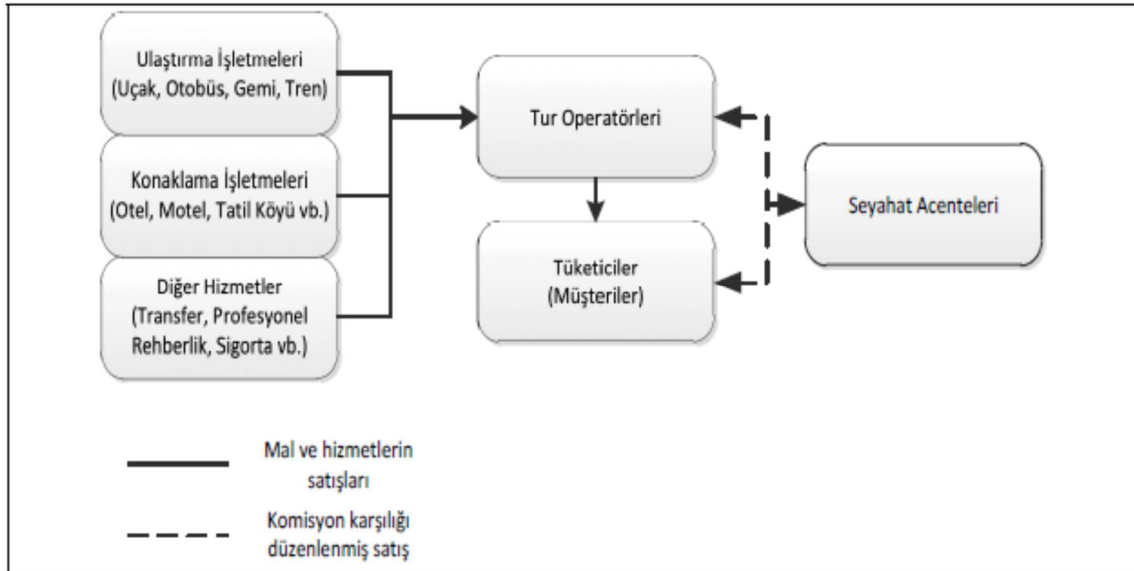 Ulaştırma İşletmeleri
(Uçak, Otobüs, Gemi, Tren)
Konaklama İşletmeleri
(Otel, Motel, Tatil Köyü vb.)
Diğer Hizmetler
(Transfer, Profesyonel
Rehberlik, Sigorta vb.)
Tur Operatörleri
Tüketiciler
(Müşteriler)
Seyahat Acenteleri
Mal ve hizmetlerin
satışları
Komisyon karşılığı
düzenlenmiş satış